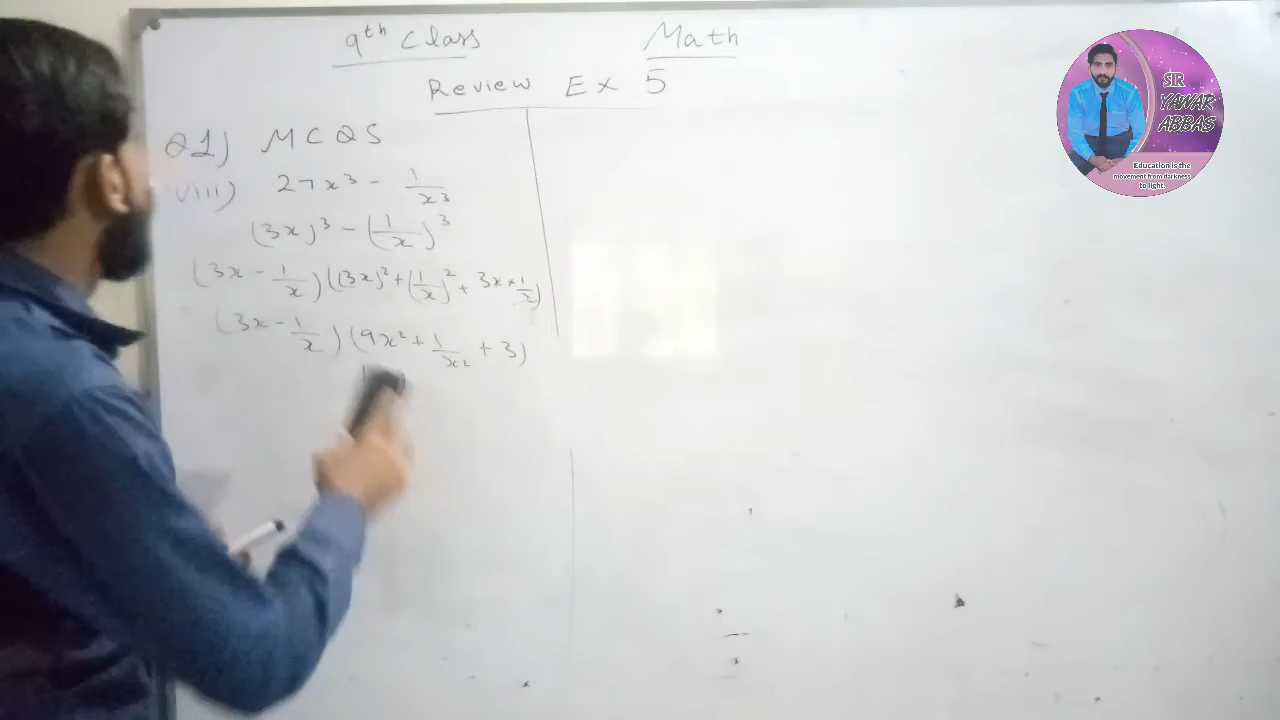 9th Class Math
Review Ex 5
Q1) MCQS
viii) 27x³ - 1/x³
(3x)³ - (1/x)³
(3x - 1/x)((3x)² + (1/x)² + 3x × 1/x)
(3x - 1/x)(9x² + 1/x² + 3)
SIR
YAWAR
ABBAS
Education is the
movement from darkness
to light.